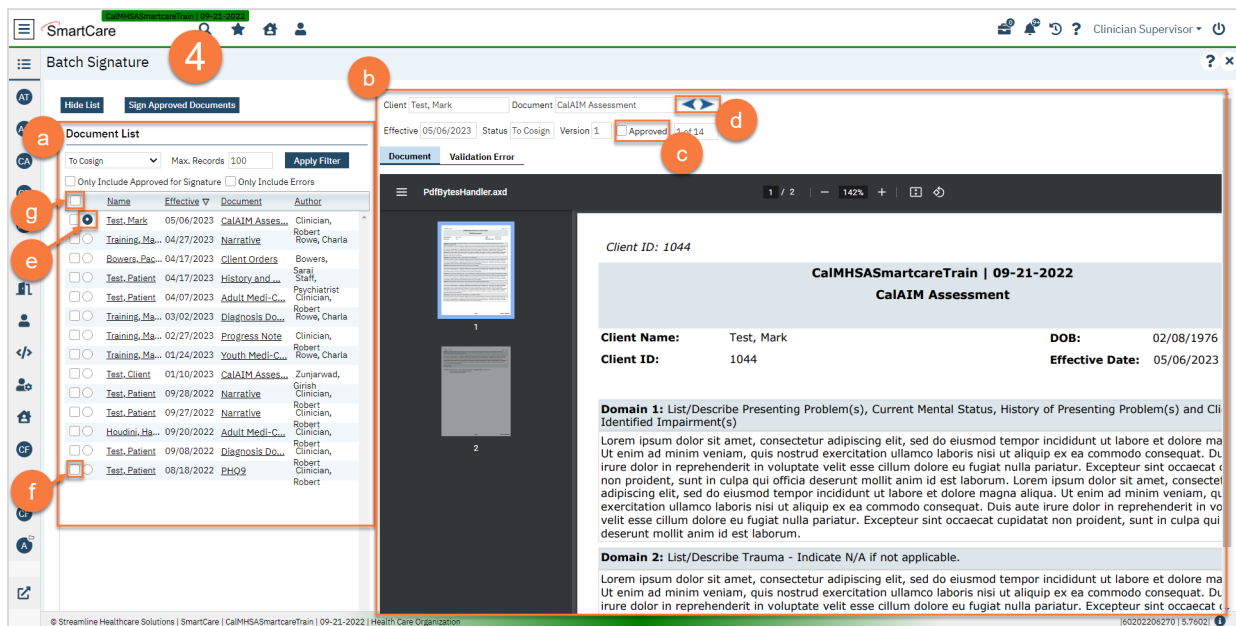 CalMHSASmartcareTrain | 09-21-2022
SmartCare
Clinician Supervisor
Batch Signature
4
b
Hide List
Sign Approved Documents
Client
Test, Mark
Document
CalAIM Assessment
d
Effective
05/06/2023
Status
To Cosign
Version
1
Approved
1 of 14
c
a
Document List
To Cosign
Max. Records
100
Apply Filter
Document
Validation Error
Only Include Approved for Signature
Only Include Errors
Name Effective Document Author
g
e
f
Test, Mark 05/06/2023 CalAIM Asses... Clinician, Robert
Training, Ma... 04/27/2023 Narrative Rowe, Charla
Bowers, Pac... 04/17/2023 Client Orders Bowers, Sarai
Test, Patient 04/17/2023 History and ... Staff, Psychiatrist
Test, Patient 04/07/2023 Adult Medi-C... Clinician, Robert
Training, Ma... 03/02/2023 Diagnosis Do... Rowe, Charla
Training, Ma... 02/27/2023 Progress Note Clinician, Robert
Training, Ma... 01/24/2023 Youth Medi-C... Rowe, Charla
Test, Client 01/10/2023 CalAIM Asses... Zunjarwad, Girish
Test, Patient 09/28/2022 Narrative Clinician, Robert
Test, Patient 09/27/2022 Narrative Clinician, Robert
Houdini, Ha... 09/20/2022 Adult Medi-C... Clinician, Robert
Test, Patient 09/08/2022 Diagnosis Do... Clinician, Robert
Test, Patient 08/18/2022 PHQ9 Clinician, Robert
AT
CA
CF
CF
A
PdfBytesHandler.axd
1 / 2
142%
1
2
Client ID: 1044
CalMHSASmartcareTrain | 09-21-2022
CalAIM Assessment
Client Name: Test, Mark DOB: 02/08/1976
Client ID: 1044 Effective Date: 05/06/2023
Domain 1: List/Describe Presenting Problem(s), Current Mental Status, History of Presenting Problem(s) and Cli
Identified Impairment(s)
Lorem ipsum dolor sit amet, consectetur adipiscing elit, sed do eiusmod tempor incididunt ut labore et dolore ma
Ut enim ad minim veniam, quis nostrud exercitation ullamco laboris nisi ut aliquip ex ea commodo consequat. Du
irure dolor in reprehenderit in voluptate velit esse cillum dolore eu fugiat nulla pariatur. Excepteur sint occaecat c
non proident, sunt in culpa qui officia deserunt mollit anim id est laborum. Lorem ipsum dolor sit amet, consectet
adipiscing elit, sed do eiusmod tempor incididunt ut labore et dolore magna aliqua. Ut enim ad minim veniam, qu
exercitation ullamco laboris nisi ut aliquip ex ea commodo consequat. Duis aute irure dolor in reprehenderit in vo
velit esse cillum dolore eu fugiat nulla pariatur. Excepteur sint occaecat cupidatat non proident, sunt in culpa qui
deserunt mollit anim id est laborum.
Domain 2: List/Describe Trauma - Indicate N/A if not applicable.
Lorem ipsum dolor sit amet, consectetur adipiscing elit, sed do eiusmod tempor incididunt ut labore et dolore ma
Ut enim ad minim veniam, quis nostrud exercitation ullamco laboris nisi ut aliquip ex ea commodo consequat. Du
irure dolor in reprehenderit in voluptate velit esse cillum dolore eu fugiat nulla pariatur. Excepteur sint occaecat c
© Streamline Healthcare Solutions | SmartCare | CalMHSASmartcareTrain | 09-21-2022 | Health Care Organization
|60202206270 | 5.7602|